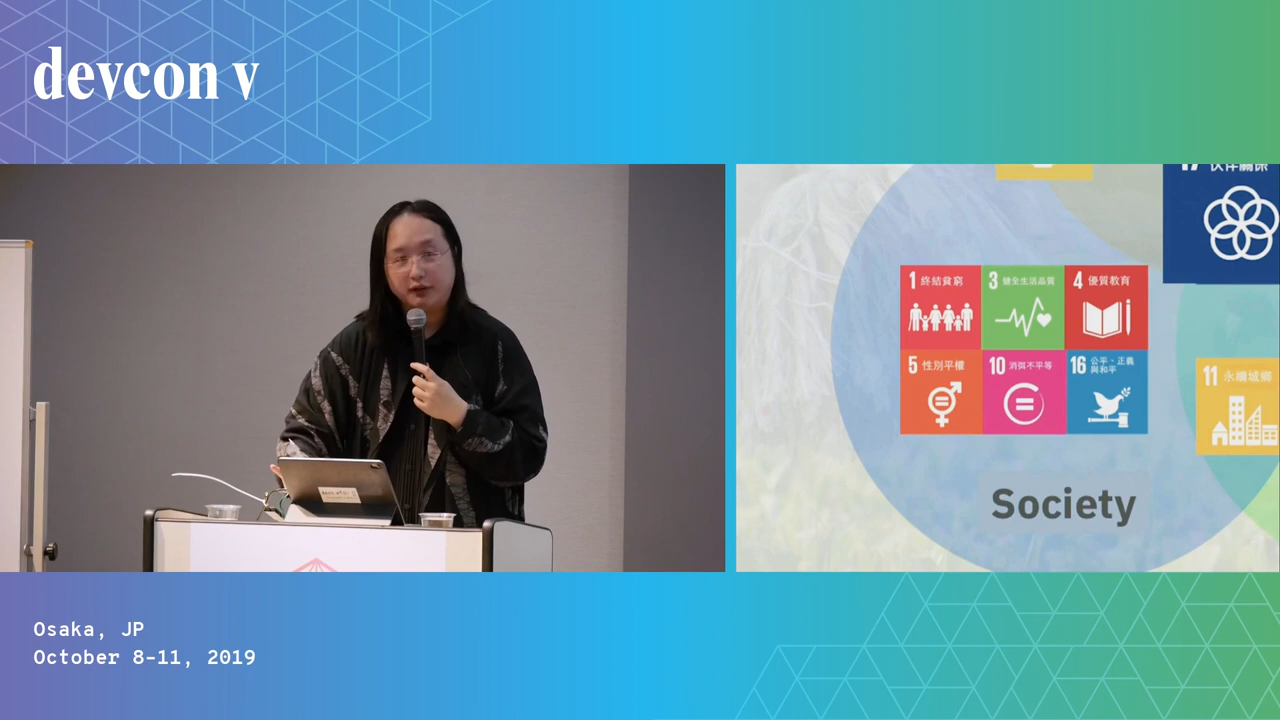 devcon v
17 伙伴關係
1 終結貧窮
3 健全生活品質
4 優質教育
5 性別平權
10 消弭不平等
16 公平、正義
與和平
11 永續城鄉
Society
Osaka, JP
October 8-11, 2019